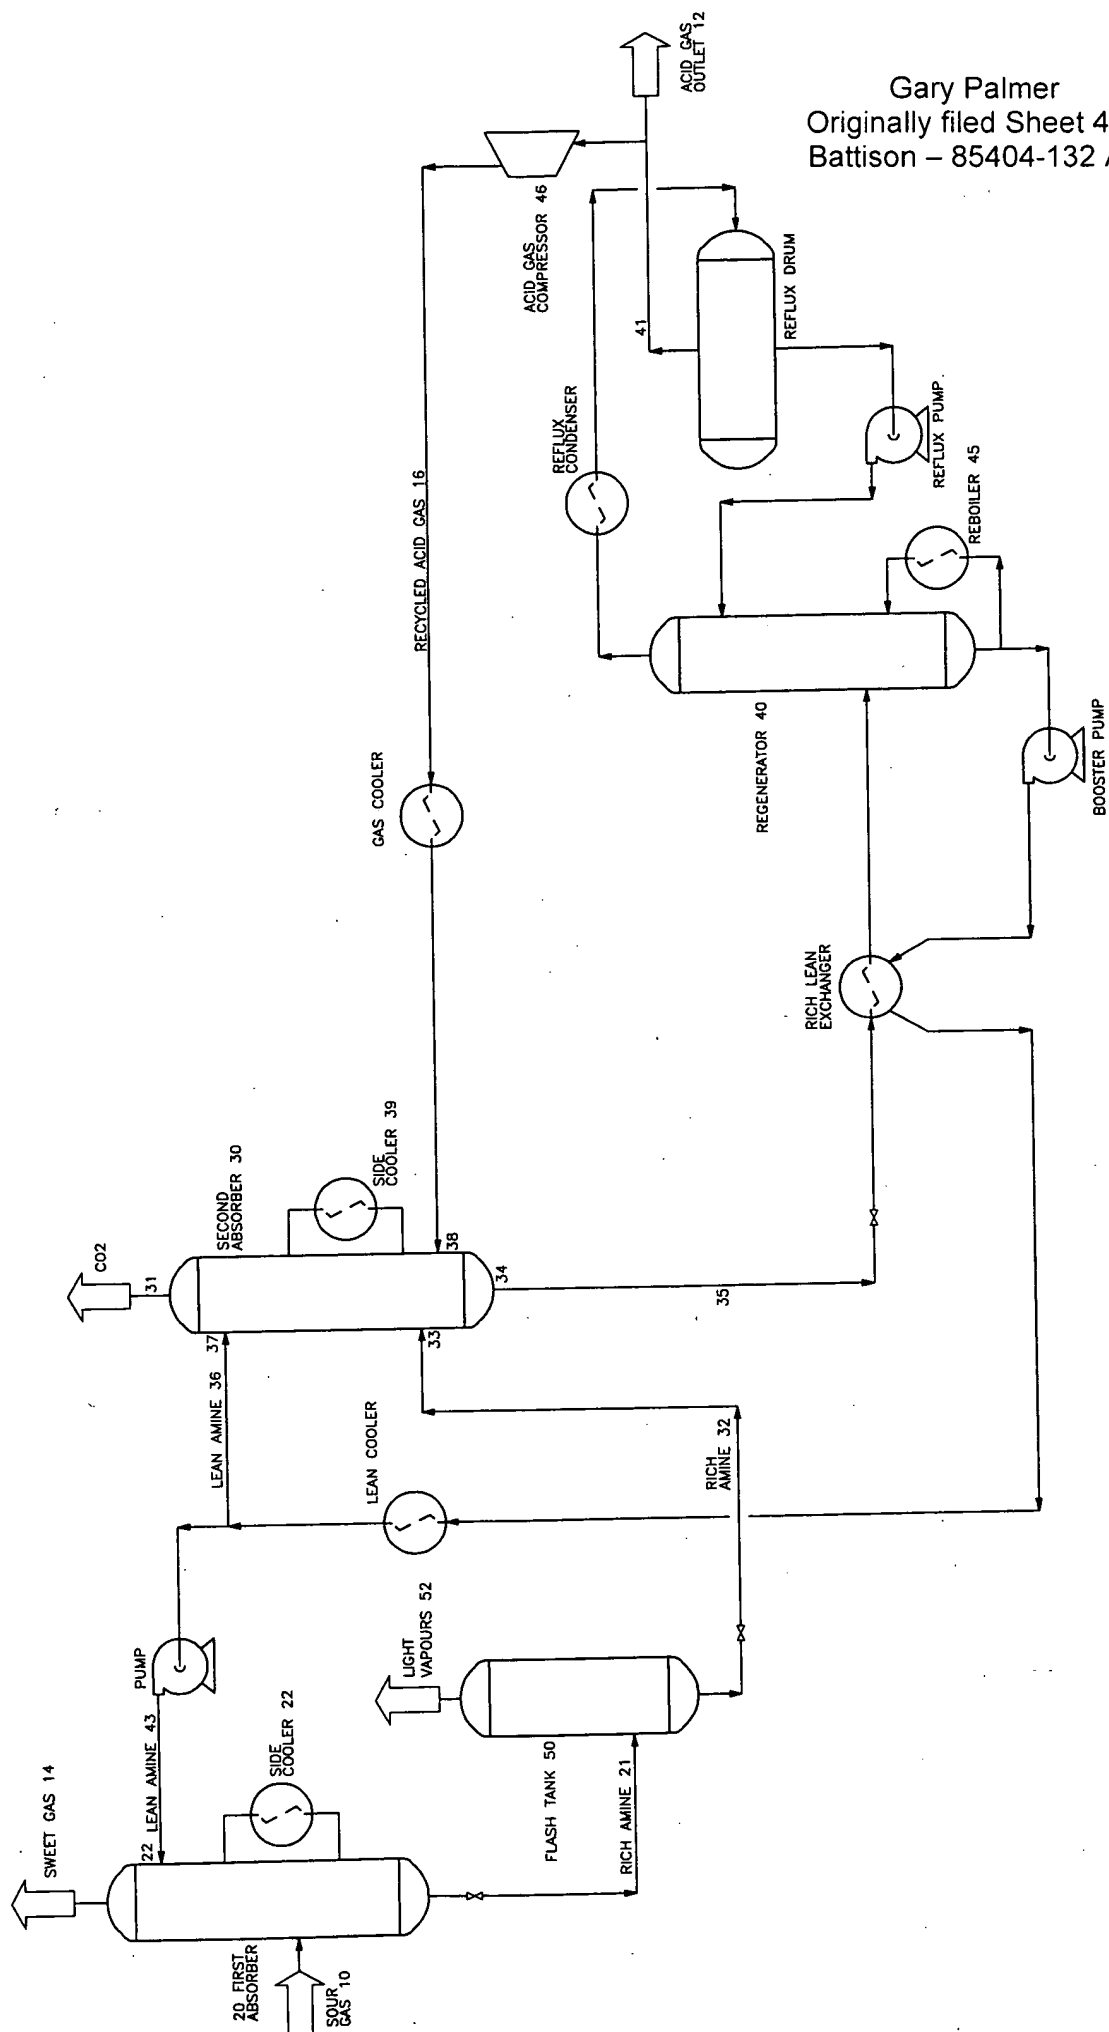 Gary Palmer
Originally filed Sheet 4
Battison – 85404-132
SWEET GAS 14
22
LEAN AMINE 43
PUMP
SIDE
COOLER 22
20 FIRST
ABSORBER
SOUR
GAS 10
FLASH TANK 50
RICH AMINE 21
LIGHT
VAPOURS 52
LEAN COOLER
RICH
AMINE 32
LEAN AMINE 36
CO2
31
37
SECOND
ABSORBER 30
SIDE
COOLER 39
33
38
34
35
GAS COOLER
RECYCLED ACID GAS 16
RICH LEAN
EXCHANGER
REGENERATOR 40
BOOSTER PUMP
REBOILER 45
REFLUX
CONDENSER
REFLUX PUMP
REFLUX DRUM
41
ACID GAS
COMPRESSOR 46
ACID GAS
OUTLET 12